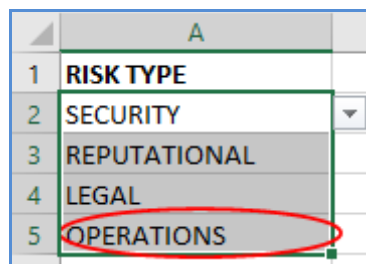 A
1 RISK TYPE
2 SECURITY
3 REPUTATIONAL
4 LEGAL
5 OPERATIONS